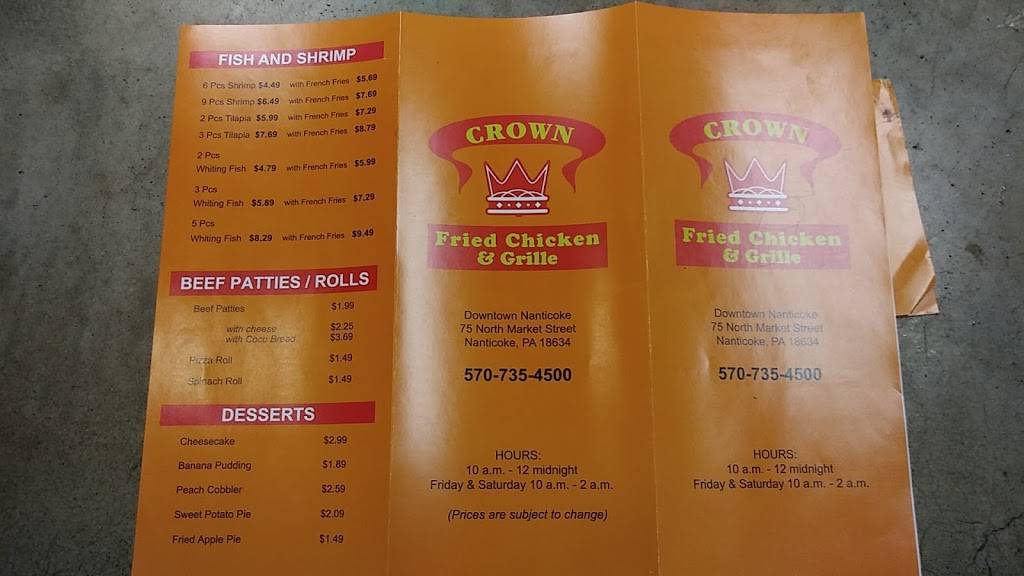 FISH AND SHRIMP
6 Pcs Shrimp $4.49 with French Fries $5.69
9 Pcs Shrimp $6.49 with French Fries $7.69
2 Pcs Tilapia $5.99 with French Fries $7.29
3 Pcs Tilapia $7.69 with French Fries $8.79
2 Pcs
Whiting Fish $4.79 with French Fries $5.99
3 Pcs
Whiting Fish $5.89 with French Fries $7.29
5 Pcs
Whiting Fish $8.29 with French Fries $9.49
BEEF PATTIES / ROLLS
Beef Patties $1.99
with cheese $2.25
with Coco Bread $3.69
Pizza Roll $1.49
Spinach Roll $1.49
DESSERTS
Cheesecake $2.99
Banana Pudding $1.89
Peach Cobbler $2.59
Sweet Potato Pie $2.09
Fried Apple Pie $1.49
CROWN
Fried Chicken
& Grille
Downtown Nanticoke
75 North Market Street
Nanticoke, PA 18634
570-735-4500
HOURS:
10 a.m. - 12 midnight
Friday & Saturday 10 a.m. - 2 a.m.
(Prices are subject to change)
CROWN
Fried Chicken
& Grille
Downtown Nanticoke
75 North Market Street
Nanticoke, PA 18634
570-735-4500
HOURS:
10 a.m. - 12 midnight
Friday & Saturday 10 a.m. - 2 a.m.